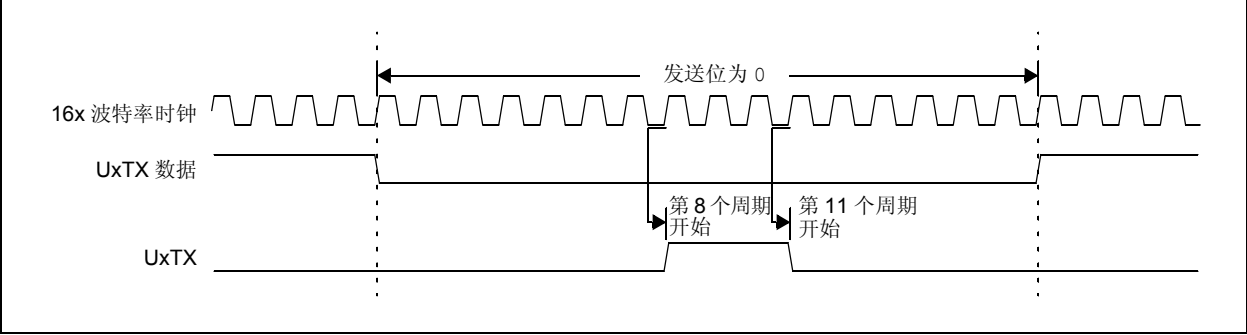 发送位为 0
16x 波特率时钟
UxTX 数据
第 8 个周期
开始
第 11 个周期
开始
UxTX